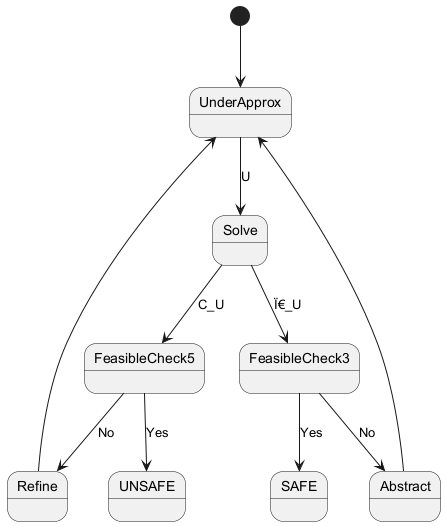 UnderApprox
U
Solve
C_U
Ï€_U
FeasibleCheck5
FeasibleCheck3
No
Yes
Yes
No
Refine
UNSAFE
SAFE
Abstract